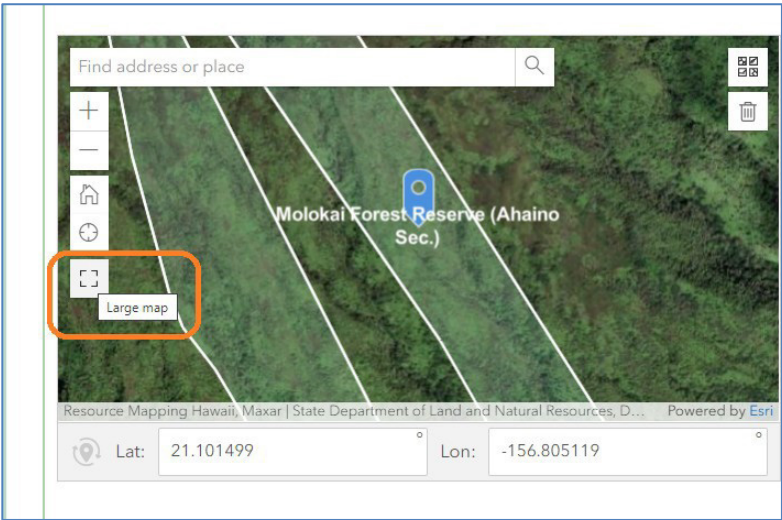 Find address or place
Molokai Forest Reserve (Ahaino
Sec.)
Large map
Resource Mapping Hawaii, Maxar | State Department of Land and Natural Resources, D... Powered by Esri
Lat: 21.101499 ° Lon: -156.805119 °